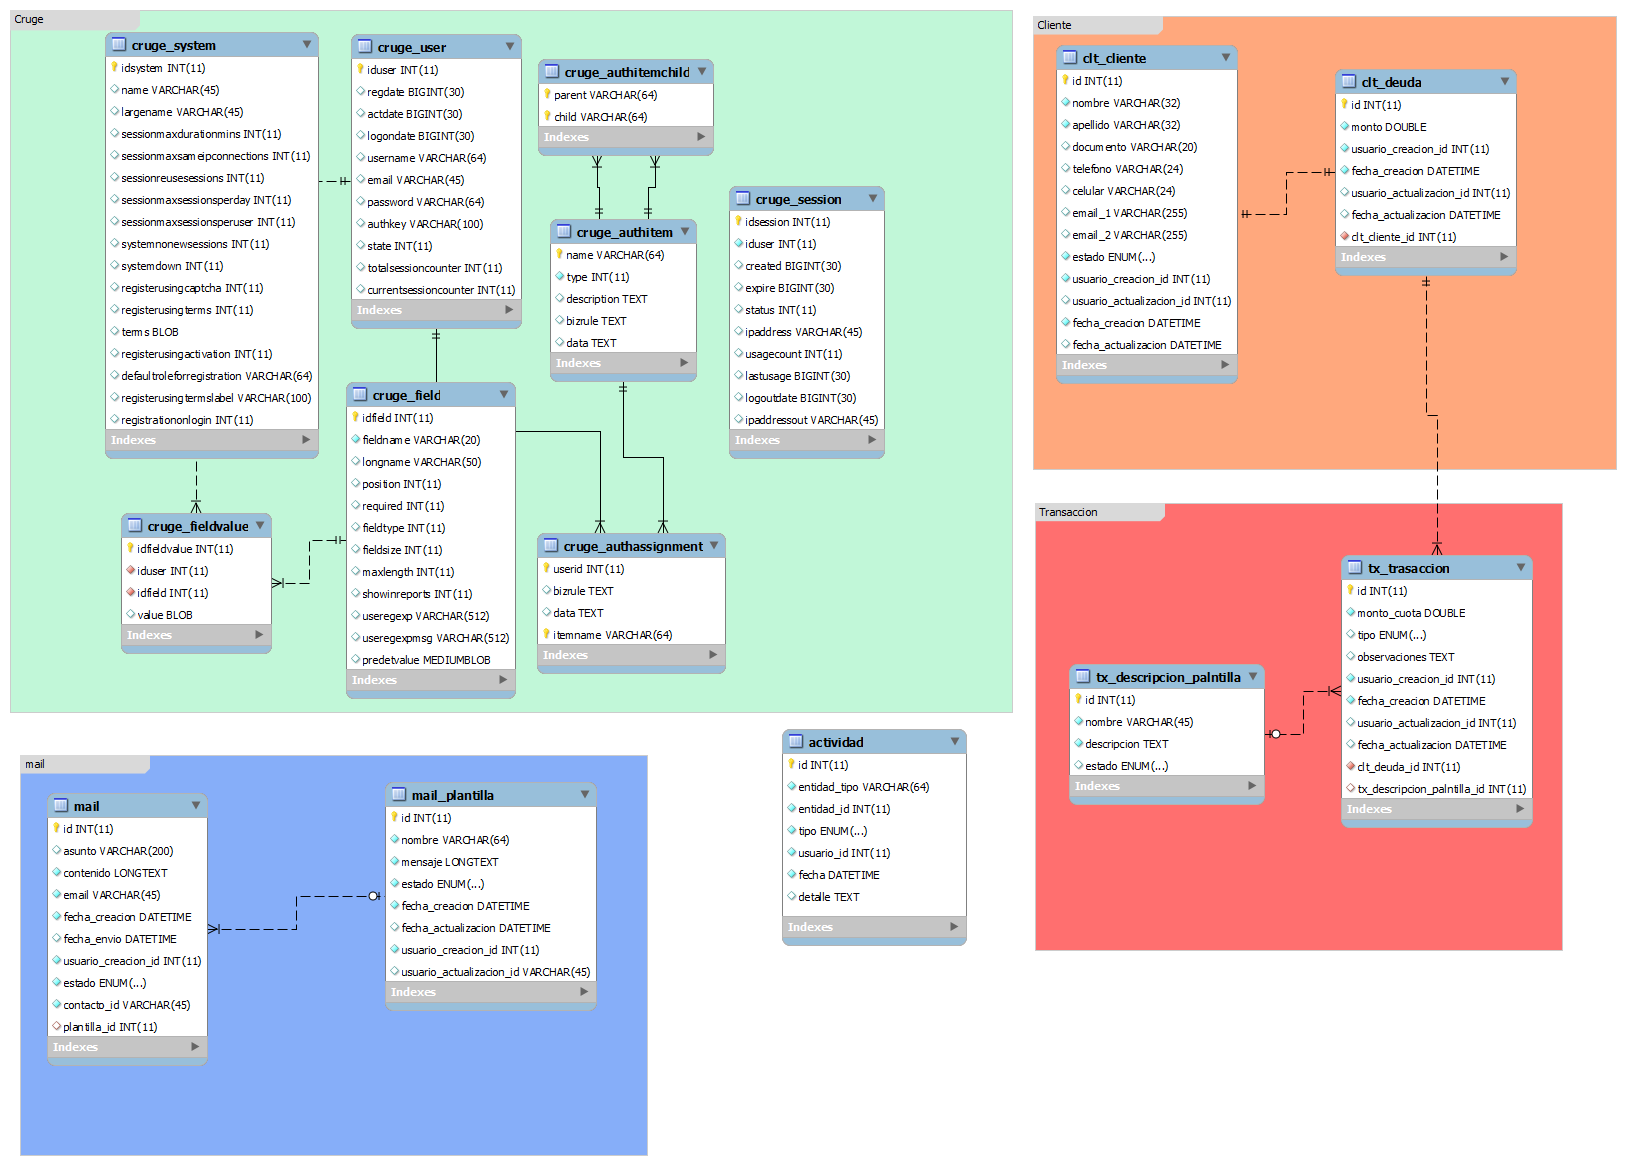 Cruge
cruge_system
idsystem INT(11)
name VARCHAR(45)
largename VARCHAR(45)
sessionmaxdurationmins INT(11)
sessionmaxsameipconnections INT(11)
sessionreusesessions INT(11)
sessionmaxsessionsperday INT(11)
sessionmaxsessionsperuser INT(11)
systemnonewsessions INT(11)
systemdown INT(11)
registerusingcaptcha INT(11)
registerusingterms INT(11)
terms BLOB
registerusingactivation INT(11)
defaultroleforregistration VARCHAR(64)
registerusingtermslabel VARCHAR(100)
registrationonlogin INT(11)
Indexes
cruge_user
iduser INT(11)
regdate BIGINT(30)
actdate BIGINT(30)
logondate BIGINT(30)
username VARCHAR(64)
email VARCHAR(45)
password VARCHAR(64)
authkey VARCHAR(100)
state INT(11)
totalsessioncounter INT(11)
currentsessioncounter INT(11)
Indexes
cruge_authitemchild
parent VARCHAR(64)
child VARCHAR(64)
Indexes
cruge_authitem
name VARCHAR(64)
type INT(11)
description TEXT
bizrule TEXT
data TEXT
Indexes
cruge_session
idsession INT(11)
iduser INT(11)
created BIGINT(30)
expire BIGINT(30)
status INT(11)
ipaddress VARCHAR(45)
usagecount INT(11)
lastusage BIGINT(30)
logoutdate BIGINT(30)
ipaddressout VARCHAR(45)
Indexes
cruge_fieldvalue
idfieldvalue INT(11)
iduser INT(11)
idfield INT(11)
value BLOB
Indexes
cruge_field
idfield INT(11)
fieldname VARCHAR(20)
longname VARCHAR(50)
position INT(11)
required INT(11)
fieldtype INT(11)
fieldsize INT(11)
maxlength INT(11)
showinreports INT(11)
useregexp VARCHAR(512)
useregexpmsg VARCHAR(512)
predetvalue MEDIUMBLOB
Indexes
cruge_authassignment
userid INT(11)
bizrule TEXT
data TEXT
itemname VARCHAR(64)
Indexes
Cliente
clt_cliente
id INT(11)
nombre VARCHAR(32)
apellido VARCHAR(32)
documento VARCHAR(20)
telefono VARCHAR(24)
celular VARCHAR(24)
email_1 VARCHAR(255)
email_2 VARCHAR(255)
estado ENUM(...)
usuario_creacion_id INT(11)
usuario_actualizacion_id INT(11)
fecha_creacion DATETIME
fecha_actualizacion DATETIME
Indexes
clt_deuda
id INT(11)
monto DOUBLE
usuario_creacion_id INT(11)
fecha_creacion DATETIME
usuario_actualizacion_id INT(11)
fecha_actualizacion DATETIME
clt_cliente_id INT(11)
Indexes
Transaccion
tx_descripcion_palntilla
id INT(11)
nombre VARCHAR(45)
descripcion TEXT
estado ENUM(...)
Indexes
tx_trasaccion
id INT(11)
monto_cuota DOUBLE
tipo ENUM(...)
observaciones TEXT
usuario_creacion_id INT(11)
fecha_creacion DATETIME
usuario_actualizacion_id INT(11)
fecha_actualizacion DATETIME
clt_deuda_id INT(11)
tx_descripcion_palntilla_id INT(11)
Indexes
mail
mail
id INT(11)
asunto VARCHAR(200)
contenido LONGTEXT
email VARCHAR(45)
fecha_creacion DATETIME
fecha_envio DATETIME
usuario_creacion_id INT(11)
estado ENUM(...)
contacto_id VARCHAR(45)
plantilla_id INT(11)
Indexes
mail_plantilla
id INT(11)
nombre VARCHAR(64)
mensaje LONGTEXT
estado ENUM(...)
fecha_creacion DATETIME
fecha_actualizacion DATETIME
usuario_creacion_id INT(11)
usuario_actualizacion_id VARCHAR(45)
Indexes
actividad
id INT(11)
entidad_tipo VARCHAR(64)
entidad_id INT(11)
tipo ENUM(...)
usuario_id INT(11)
fecha DATETIME
detalle TEXT
Indexes